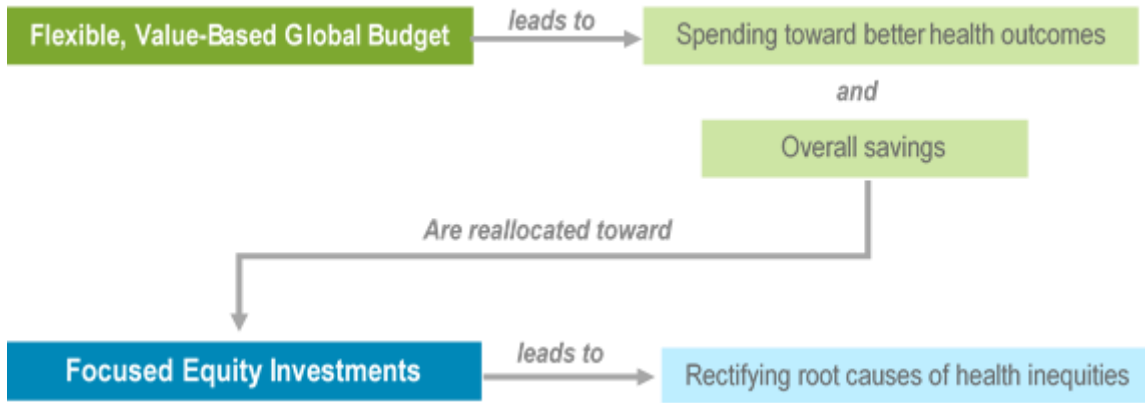 Flexible, Value-Based Global Budget
leads to
Spending toward better health outcomes
and
Overall savings
Are reallocated toward
Focused Equity Investments
leads to
Rectifying root causes of health inequities